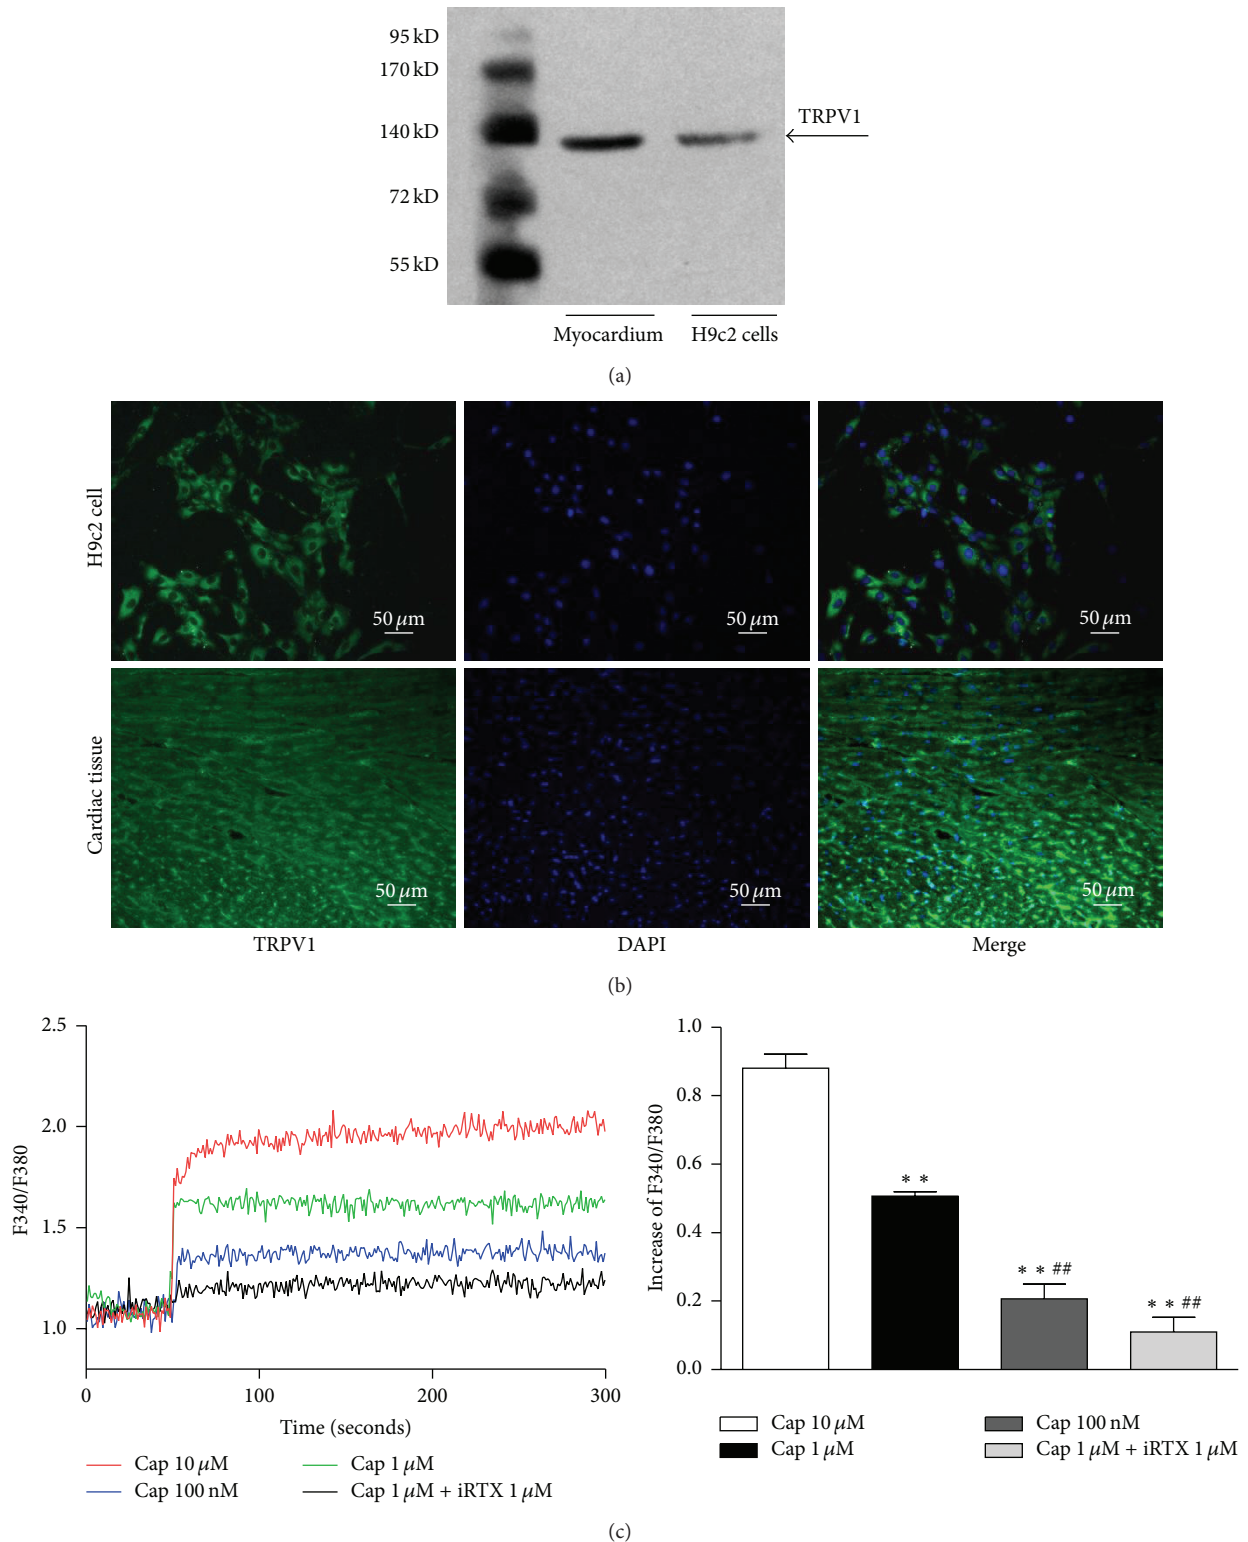 95 kD
170 kD
140 kD
TRPV1
72 kD
55 kD
Myocardium H9c2 cells
(a)
H9c2 cell
50 μm 50 μm 50 μm
Cardiac tissue
50 μm 50 μm 50 μm
TRPV1 DAPI Merge
(b)
F340/F380
2.5
2.0
1.5
1.0
0 100 200 300
Time (seconds)
Cap 10 μM Cap 1 μM
Cap 100 nM Cap 1 μM + iRTX 1 μM
Increase of F340/F380
1.0
0.8
0.6
0.4
0.2
0.0
* *
* * ##
* * ##
Cap 10 μM Cap 100 nM
Cap 1 μM Cap 1 μM + iRTX 1 μM
(c)